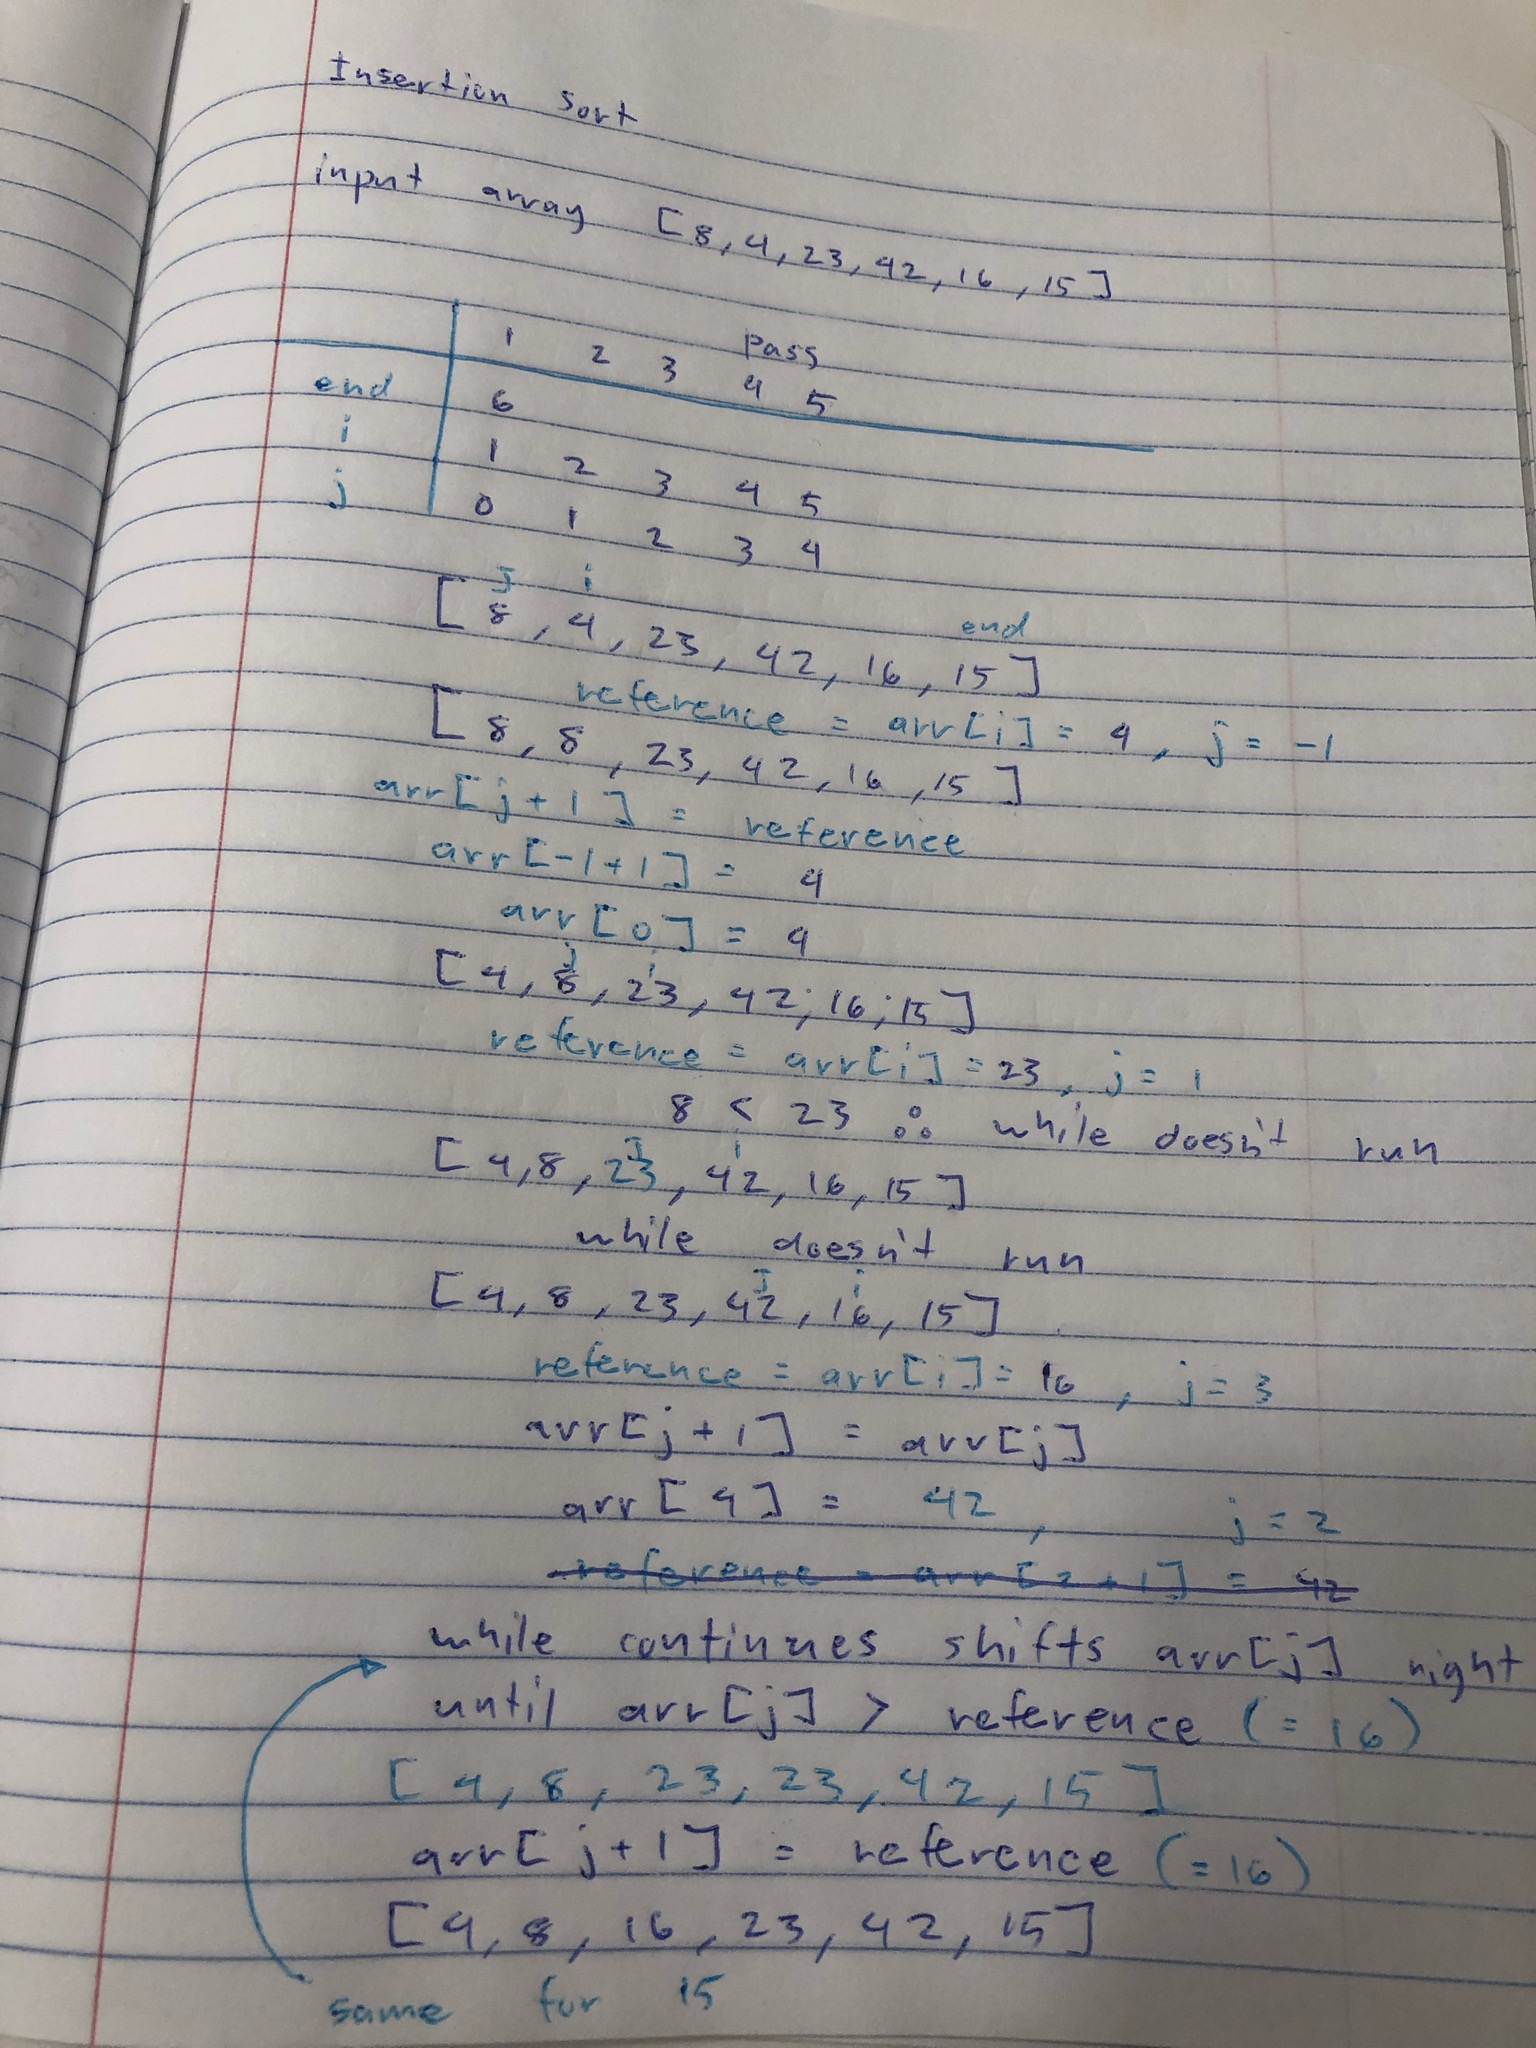 Insertion Sort
input array [8, 4, 23, 42, 16, 15]
Pass
1 2 3 4 5
end 6
i 1 2 3 4 5
j 0 1 2 3 4
J i end
[8, 4, 23, 42, 16, 15]
reference = arr[i] = 4, j = -1
[8, 8, 23, 42, 16, 15]
arr[j+1] = reference
arr[-1+1] = 4
arr[0] = 4
j i
[4, 8, 23, 42, 16, 15]
reference = arr[i] = 23, j = 1
8 < 23 ∴ while doesn't run
J i
[4, 8, 23, 42, 16, 15]
while doesn't run
J i
[4, 8, 23, 42, 16, 15]
reference = arr[i] = 16, j = 3
arr[j+1] = arr[j]
arr[4] = 42, j = 2
reference = arr[2+1] = 42
while continues shifts arr[j] right
until arr[j] > reference (=16)
[4, 8, 23, 23, 42, 15]
arr[j+1] = reference (=16)
[4, 8, 16, 23, 42, 15]
same for 15